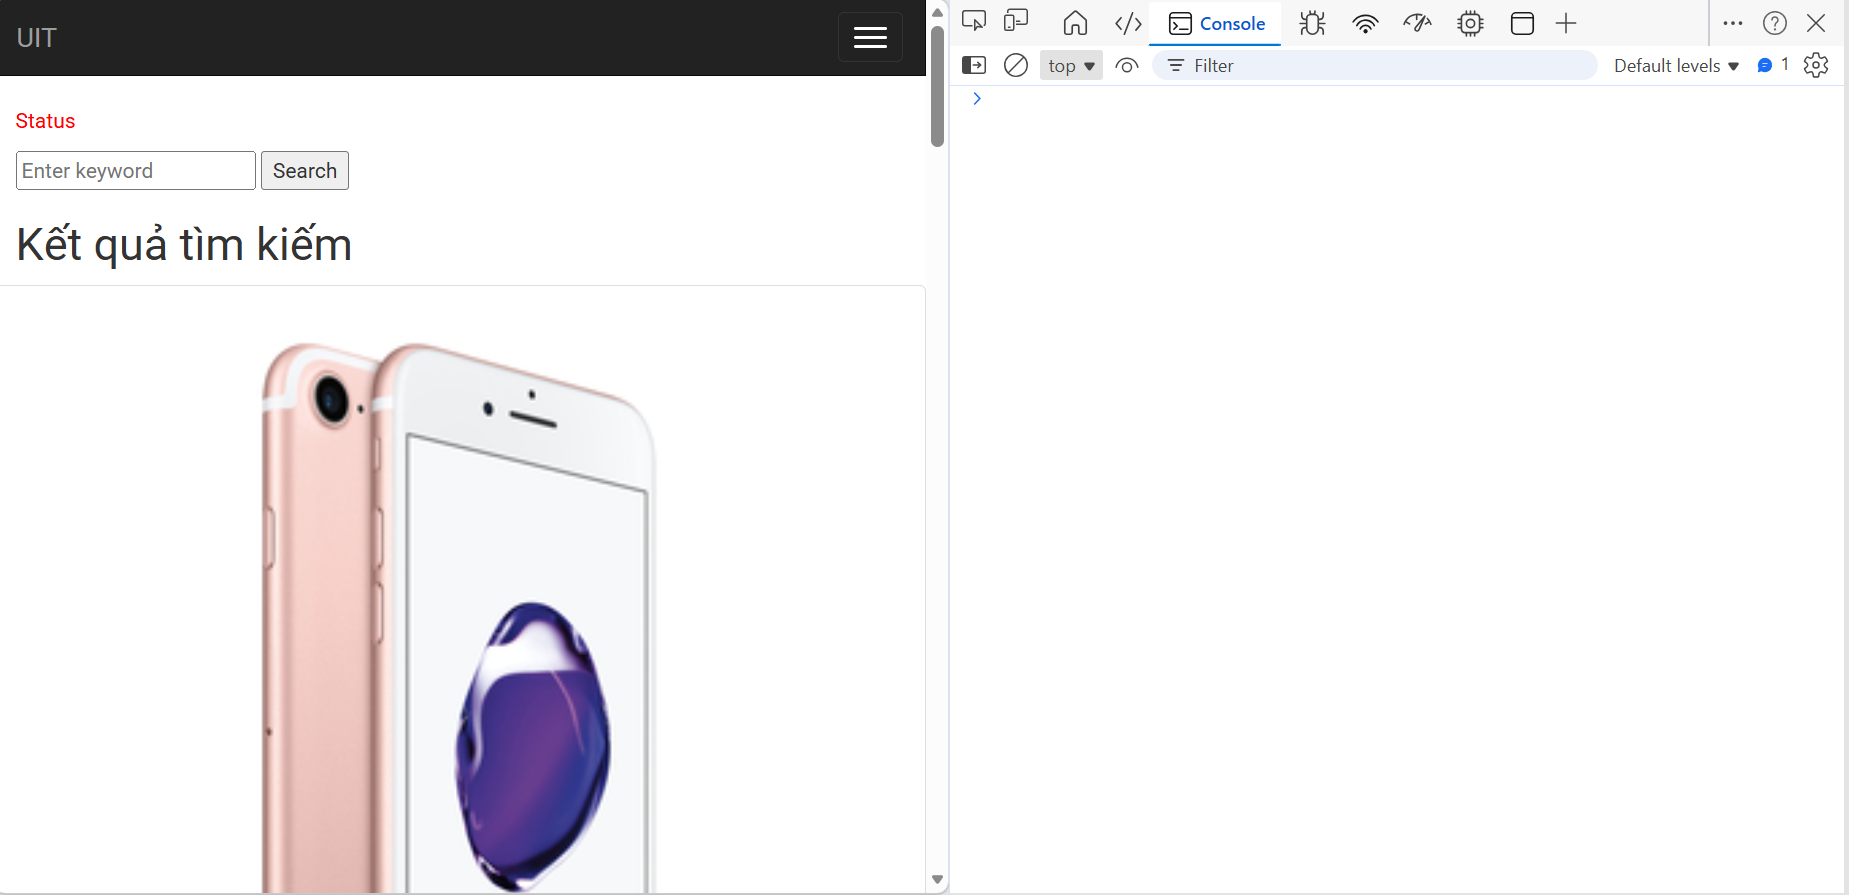 UIT
Status
Enter keyword Search
Kết quả tìm kiếm
Console
top Filter Default levels 1